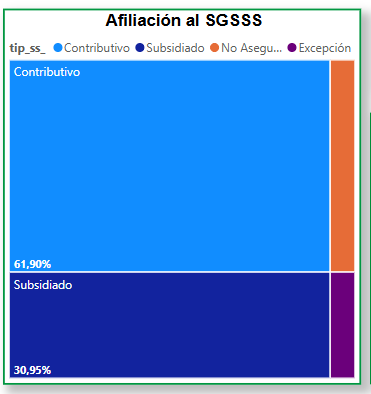 Afiliación al SGSSS
tip_ss_ Contributivo Subsidiado No Asegu... Excepción
Contributivo
61,90%
Subsidiado
30,95%